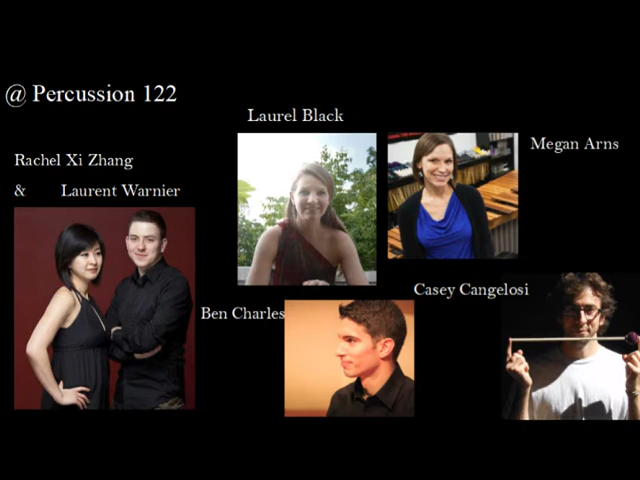 @ Percussion 122
Laurel Black
Megan Arns
Rachel Xi Zhang
& Laurent Warnier
Casey Cangelosi
Ben Charles